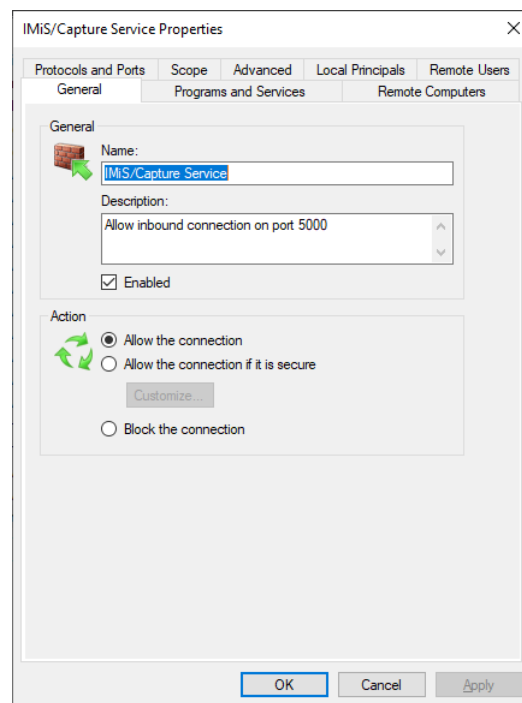 IMiS/Capture Service Properties
Protocols and Ports Scope Advanced Local Principals Remote Users
General Programs and Services Remote Computers
General
Name:
IMiS/Capture Service
Description:
Allow inbound connection on port 5000
Enabled
Action
Allow the connection
Allow the connection if it is secure
Customize...
Block the connection
OK Cancel Apply